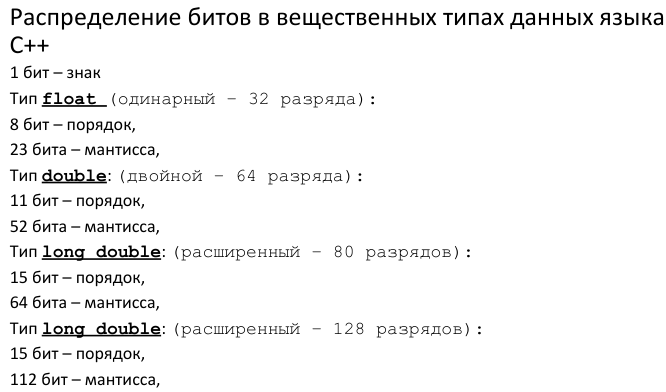 Распределение битов в вещественных типах данных языка
C++
1 бит – знак
Тип float (одинарный – 32 разряда):
8 бит – порядок,
23 бита – мантисса,
Тип double: (двойной – 64 разряда):
11 бит – порядок,
52 бита – мантисса,
Тип long double: (расширенный – 80 разрядов):
15 бит – порядок,
64 бита – мантисса,
Тип long double: (расширенный – 128 разрядов):
15 бит – порядок,
112 бит – мантисса,